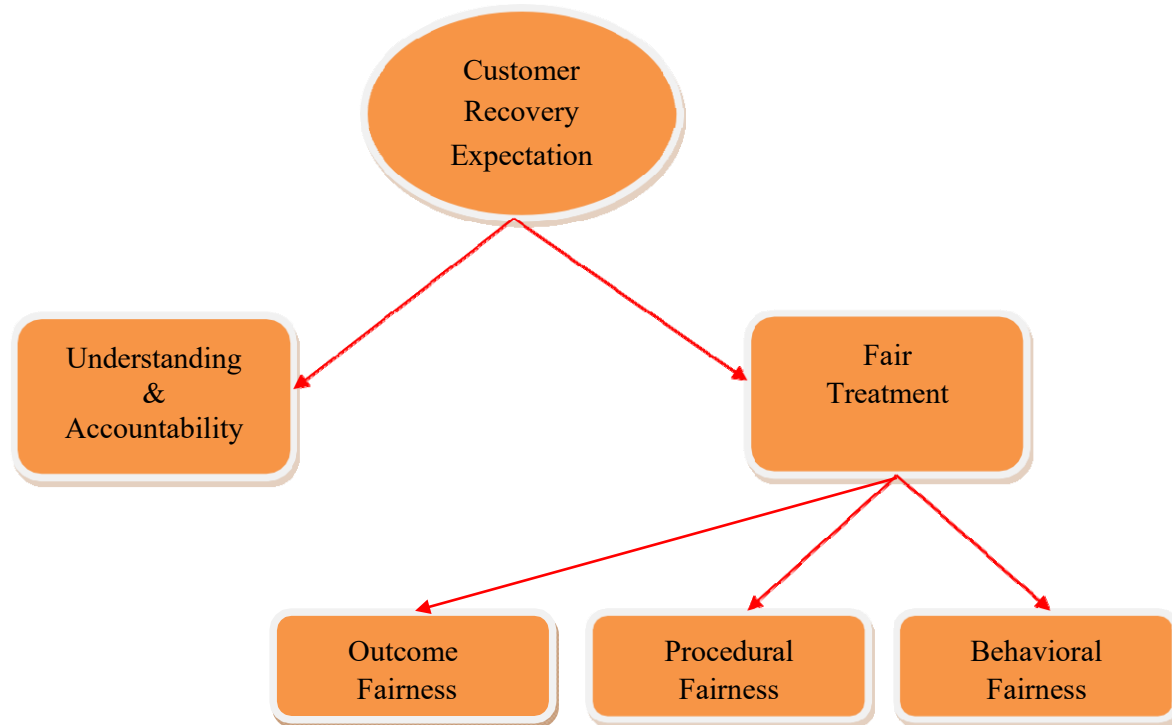 Customer
Recovery
Expectation
Understanding
&
Accountability
Fair
Treatment
Outcome
Fairness
Procedural
Fairness
Behavioral
Fairness